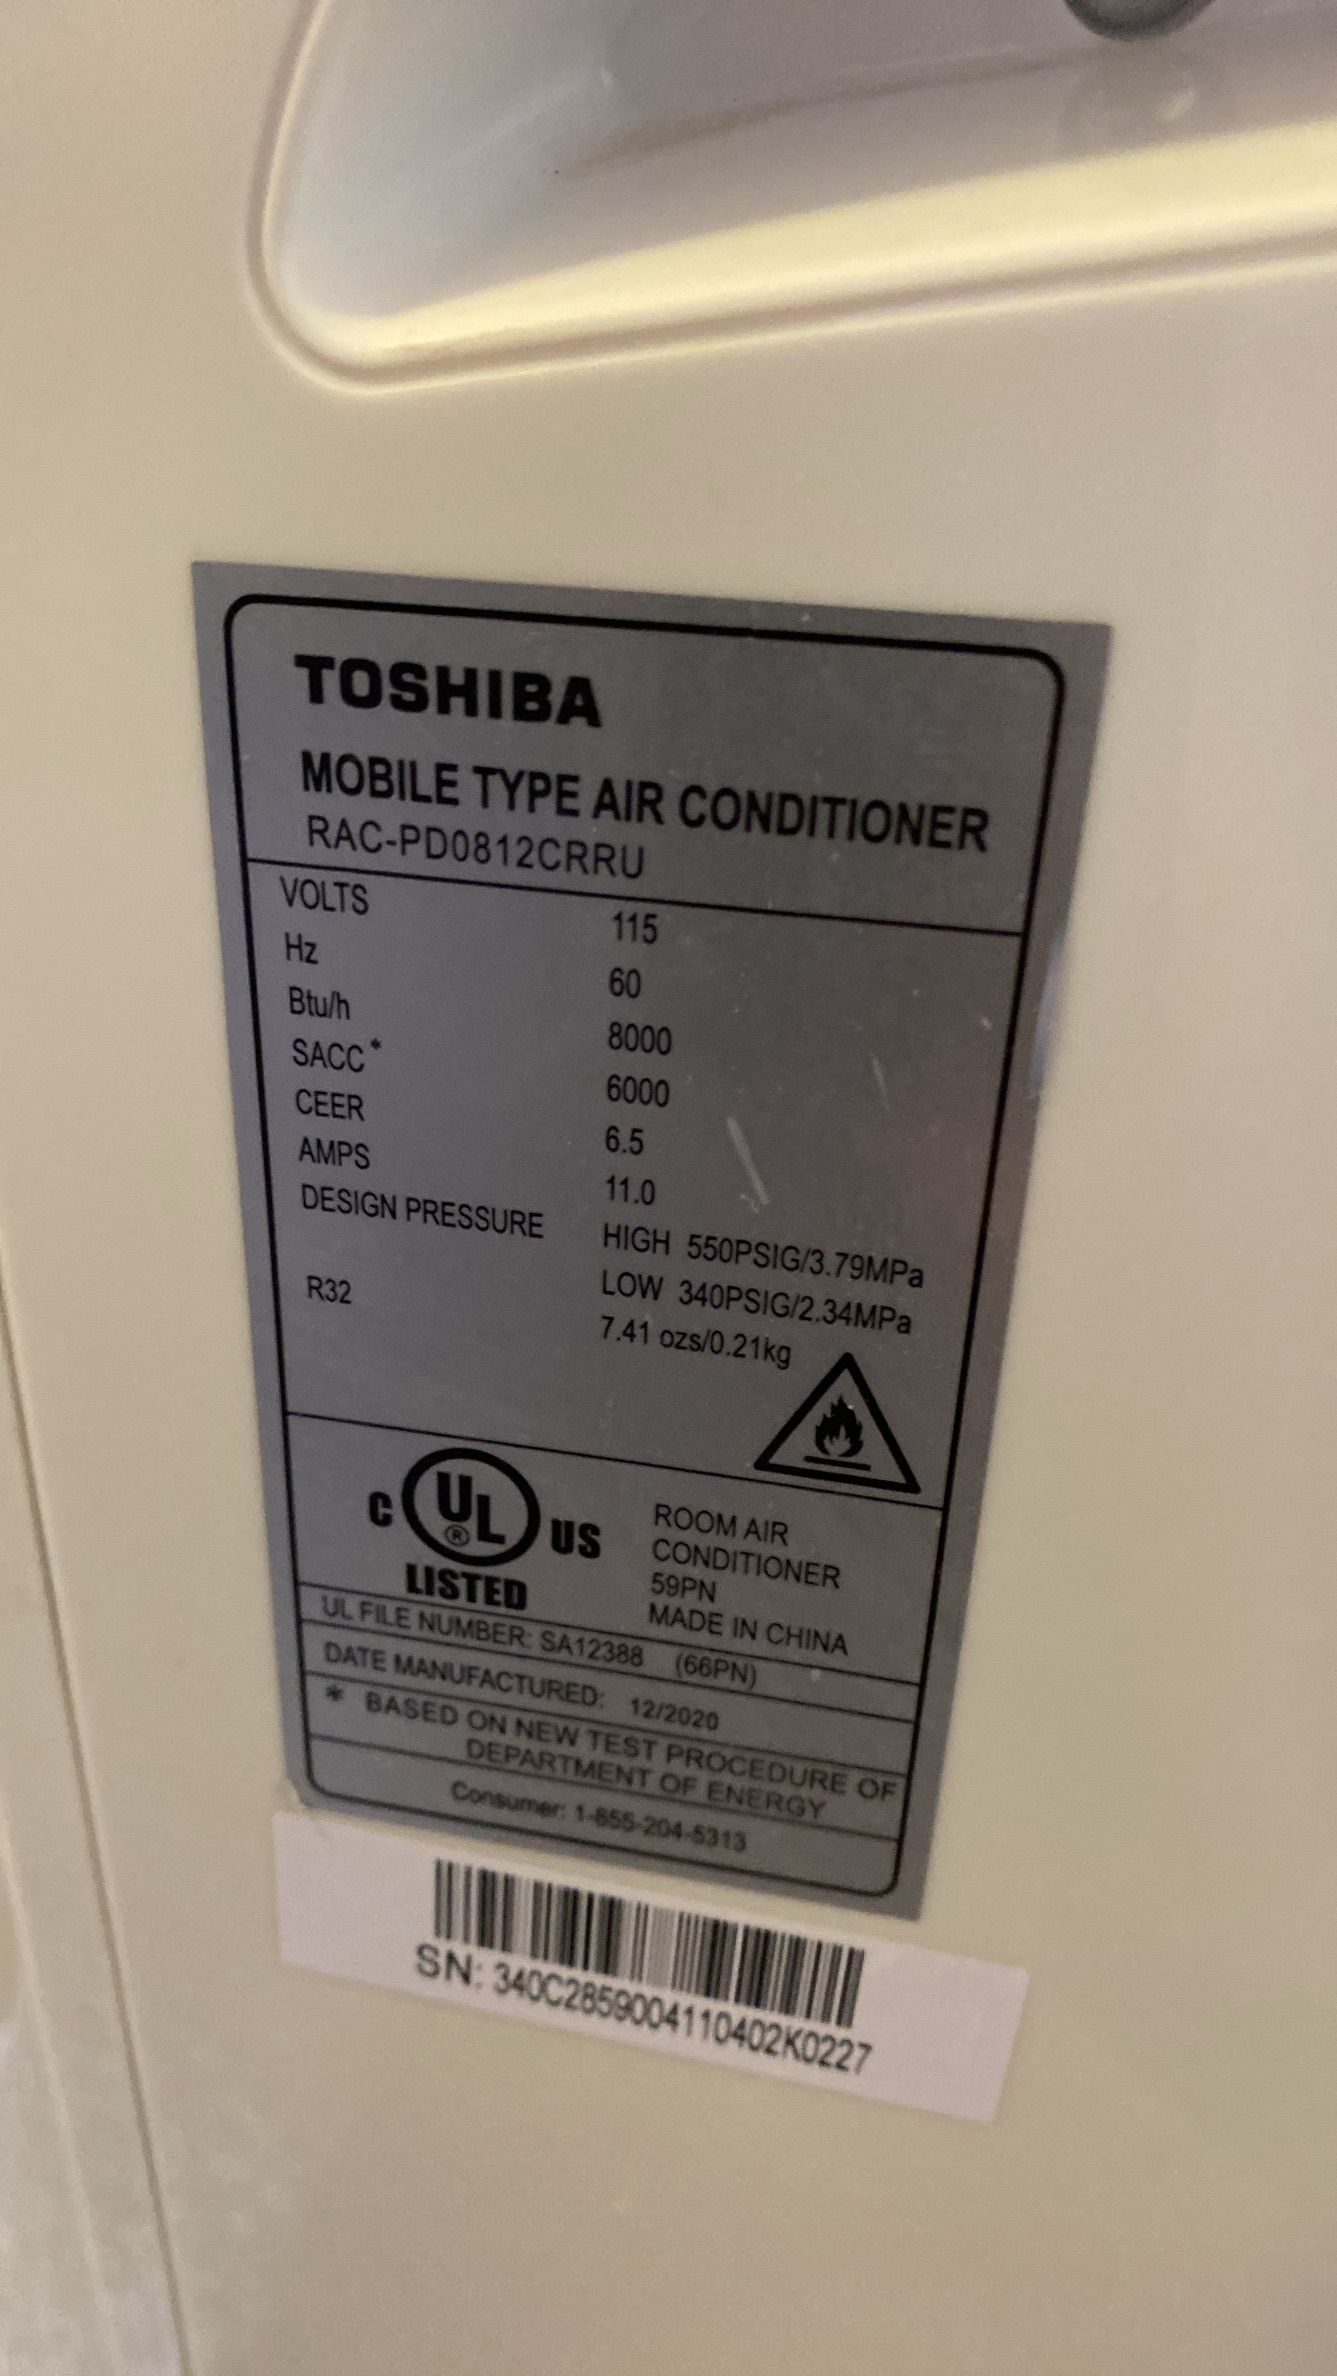 TOSHIBA
MOBILE TYPE AIR CONDITIONER
RAC-PD0812CRRU
VOLTS 115
Hz 60
Btu/h 8000
SACC* 6000
CEER 6.5
AMPS 11.0
DESIGN PRESSURE HIGH 550PSIG/3.79MPa
LOW 340PSIG/2.34MPa
R32 7.41 ozs/0.21kg
C UL ® US
LISTED
ROOM AIR
CONDITIONER
59PN
MADE IN CHINA
UL FILE NUMBER: SA12388 (66PN)
DATE MANUFACTURED: 12/2020
* BASED ON NEW TEST PROCEDURE OF
DEPARTMENT OF ENERGY
Consumer: 1-855-204-5313
SN: 340C2859004110402K0227